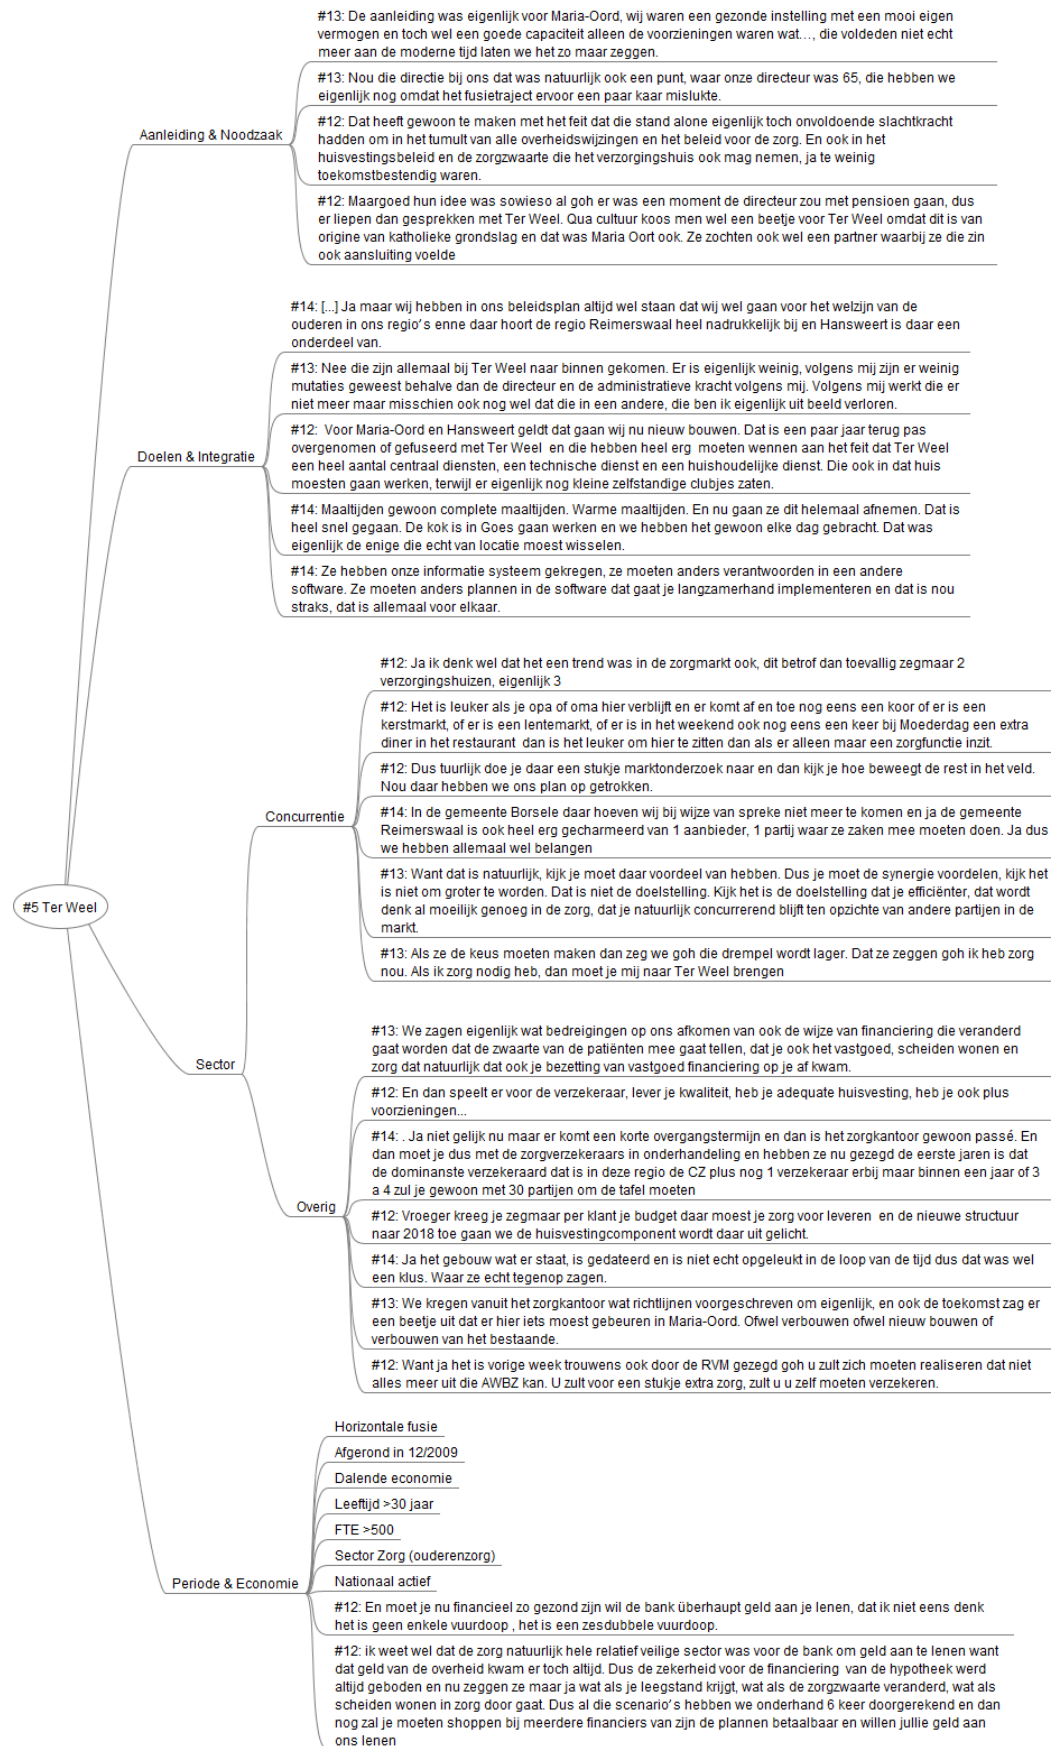 #13: De aanleiding was eigenlijk voor Maria-Oord, wij waren een gezonde instelling met een mooi eigen
vermogen en toch wel een goede capaciteit alleen de voorzieningen waren wat…, die voldeden niet echt
meer aan de moderne tijd laten we het zo maar zeggen.
#13: Nou die directie bij ons dat was natuurlijk ook een punt, waar onze directeur was 65, die hebben we
eigenlijk nog omdat het fusietraject ervoor een paar kaar mislukte.
Aanleiding & Noodzaak
#12: Dat heeft gewoon te maken met het feit dat die stand alone eigenlijk toch onvoldoende slachtkracht
hadden om in het tumult van alle overheidswijzingen en het beleid voor de zorg. En ook in het
huisvestingsbeleid en de zorgzwaarte die het verzorgingshuis ook mag nemen, ja te weinig
toekomstbestendig waren.
#12: Maargoed hun idee was sowieso al goh er was een moment de directeur zou met pensioen gaan, dus
er liepen dan gesprekken met Ter Weel. Qua cultuur koos men wel een beetje voor Ter Weel omdat dit is van
origine van katholieke grondslag en dat was Maria Oort ook. Ze zochten ook wel een partner waarbij ze die zin
ook aansluiting voelde
#14: [...] Ja maar wij hebben in ons beleidsplan altijd wel staan dat wij wel gaan voor het welzijn van de
ouderen in ons regio's enne daar hoort de regio Reimerswaal heel nadrukkelijk bij en Hansweert is daar een
onderdeel van.
#13: Nee die zijn allemaal bij Ter Weel naar binnen gekomen. Er is eigenlijk weinig, volgens mij zijn er weinig
mutaties geweest behalve dan de directeur en de administratieve kracht volgens mij. Volgens mij werkt die er
niet meer maar misschien ook nog wel dat die in een andere, die ben ik eigenlijk uit beeld verloren.
Doelen & Integratie
#12:  Voor Maria-Oord en Hansweert geldt dat gaan wij nu nieuw bouwen. Dat is een paar jaar terug pas
overgenomen of gefuseerd met Ter Weel  en die hebben heel erg  moeten wennen aan het feit dat Ter Weel
een heel aantal centraal diensten, een technische dienst en een huishoudelijke dienst. Die ook in dat huis
moesten gaan werken, terwijl er eigenlijk nog kleine zelfstandige clubjes zaten.
#14: Maaltijden gewoon complete maaltijden. Warme maaltijden. En nu gaan ze dit helemaal afnemen. Dat is
heel snel gegaan. De kok is in Goes gaan werken en we hebben het gewoon elke dag gebracht. Dat was
eigenlijk de enige die echt van locatie moest wisselen.
#14: Ze hebben onze informatie systeem gekregen, ze moeten anders verantwoorden in een andere
software. Ze moeten anders plannen in de software dat gaat je langzamerhand implementeren en dat is nou
straks, dat is allemaal voor elkaar.
#12: Ja ik denk wel dat het een trend was in de zorgmarkt ook, dit betrof dan toevallig zegmaar 2
verzorgingshuizen, eigenlijk 3
#12: Het is leuker als je opa of oma hier verblijft en er komt af en toe nog eens een koor of er is een
kerstmarkt, of er is een lentemarkt, of er is in het weekend ook nog eens een keer bij Moederdag een extra
diner in het restaurant  dan is het leuker om hier te zitten dan als er alleen maar een zorgfunctie inzit.
#12: Dus tuurlijk doe je daar een stukje marktonderzoek naar en dan kijk je hoe beweegt de rest in het veld.
Nou daar hebben we ons plan op getrokken.
Concurrentie
#14: In de gemeente Borsele daar hoeven wij bij wijze van spreke niet meer te komen en ja de gemeente
Reimerswaal is ook heel erg gecharmeerd van 1 aanbieder, 1 partij waar ze zaken mee moeten doen. Ja dus
we hebben allemaal wel belangen
#13: Want dat is natuurlijk, kijk je moet daar voordeel van hebben. Dus je moet de synergie voordelen, kijk het
is niet om groter te worden. Dat is niet de doelstelling. Kijk het is de doelstelling dat je efficiënter, dat wordt
denk al moeilijk genoeg in de zorg, dat je natuurlijk concurrerend blijft ten opzichte van andere partijen in de
markt.
#5 Ter Weel
#13: Als ze de keus moeten maken dan zeg we goh die drempel wordt lager. Dat ze zeggen goh ik heb zorg
nou. Als ik zorg nodig heb, dan moet je mij naar Ter Weel brengen
Sector
#13: We zagen eigenlijk wat bedreigingen op ons afkomen van ook de wijze van financiering die veranderd
gaat worden dat de zwaarte van de patiënten mee gaat tellen, dat je ook het vastgoed, scheiden wonen en
zorg dat natuurlijk dat ook je bezetting van vastgoed financiering op je af kwam.
#12: En dan speelt er voor de verzekeraar, lever je kwaliteit, heb je adequate huisvesting, heb je ook plus
voorzieningen...
#14: . Ja niet gelijk nu maar er komt een korte overgangstermijn en dan is het zorgkantoor gewoon passé. En
dan moet je dus met de zorgverzekeraars in onderhandeling en hebben ze nu gezegd de eerste jaren is dat
de dominanste verzekeraard dat is in deze regio de CZ plus nog 1 verzekeraar erbij maar binnen een jaar of 3
a 4 zul je gewoon met 30 partijen om de tafel moeten
Overig
#12: Vroeger kreeg je zegmaar per klant je budget daar moest je zorg voor leveren  en de nieuwe structuur
naar 2018 toe gaan we de huisvestingcomponent wordt daar uit gelicht.
#14: Ja het gebouw wat er staat, is gedateerd en is niet echt opgeleukt in de loop van de tijd dus dat was wel
een klus. Waar ze echt tegenop zagen.
#13: We kregen vanuit het zorgkantoor wat richtlijnen voorgeschreven om eigenlijk, en ook de toekomst zag er
een beetje uit dat er hier iets moest gebeuren in Maria-Oord. Ofwel verbouwen ofwel nieuw bouwen of
verbouwen van het bestaande.
#12: Want ja het is vorige week trouwens ook door de RVM gezegd goh u zult zich moeten realiseren dat niet
alles meer uit die AWBZ kan. U zult voor een stukje extra zorg, zult u u zelf moeten verzekeren.
Horizontale fusie
Afgerond in 12/2009
Dalende economie
Leeftijd >30 jaar
FTE >500
Sector Zorg (ouderenzorg)
Periode & Economie
Nationaal actief
#12: En moet je nu financieel zo gezond zijn wil de bank überhaupt geld aan je lenen, dat ik niet eens denk
het is geen enkele vuurdoop , het is een zesdubbele vuurdoop.
#12: ik weet wel dat de zorg natuurlijk hele relatief veilige sector was voor de bank om geld aan te lenen want
dat geld van de overheid kwam er toch altijd. Dus de zekerheid voor de financiering  van de hypotheek werd
altijd geboden en nu zeggen ze maar ja wat als je leegstand krijgt, wat als de zorgzwaarte veranderd, wat als
scheiden wonen in zorg door gaat. Dus al die scenario's hebben we onderhand 6 keer doorgerekend en dan
nog zal je moeten shoppen bij meerdere financiers van zijn de plannen betaalbaar en willen jullie geld aan
ons lenen